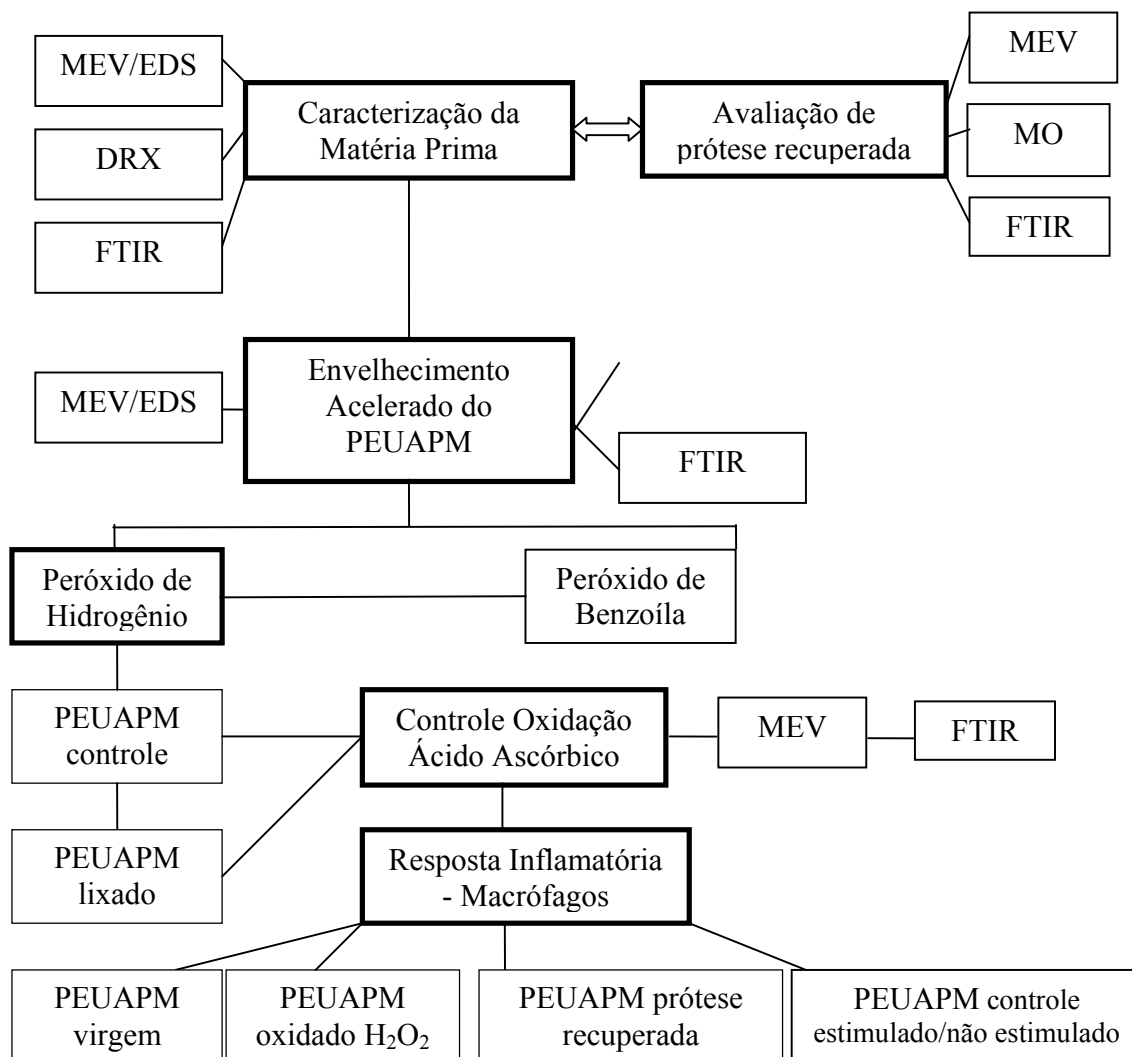 MEV/EDS
DRX
FTIR
Caracterização da
Matéria Prima
Avaliação de
prótese recuperada
MEV
MO
FTIR
MEV/EDS
Envelhecimento
Acelerado do
PEUAPM
FTIR
Peróxido de
Hidrogênio
Peróxido de
Benzoíla
PEUAPM
controle
Controle Oxidação
Ácido Ascórbico
MEV
FTIR
PEUAPM
lixado
Resposta Inflamatória
- Macrófagos
PEUAPM
virgem
PEUAPM
oxidado H₂O₂
PEUAPM prótese
recuperada
PEUAPM controle
estimulado/não estimulado